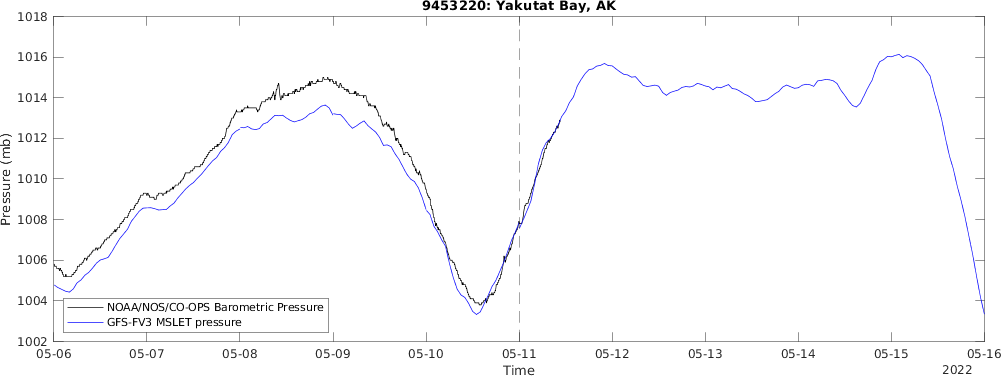 9453220: Yakutat Bay, AK
1018
1016
1014
1012
1010
1008
1006
1004
1002
Pressure (mb)
NOAA/NOS/CO-OPS Barometric Pressure
GFS-FV3 MSLET pressure
05-06 05-07 05-08 05-09 05-10 05-11 05-12 05-13 05-14 05-15 05-16
Time
2022